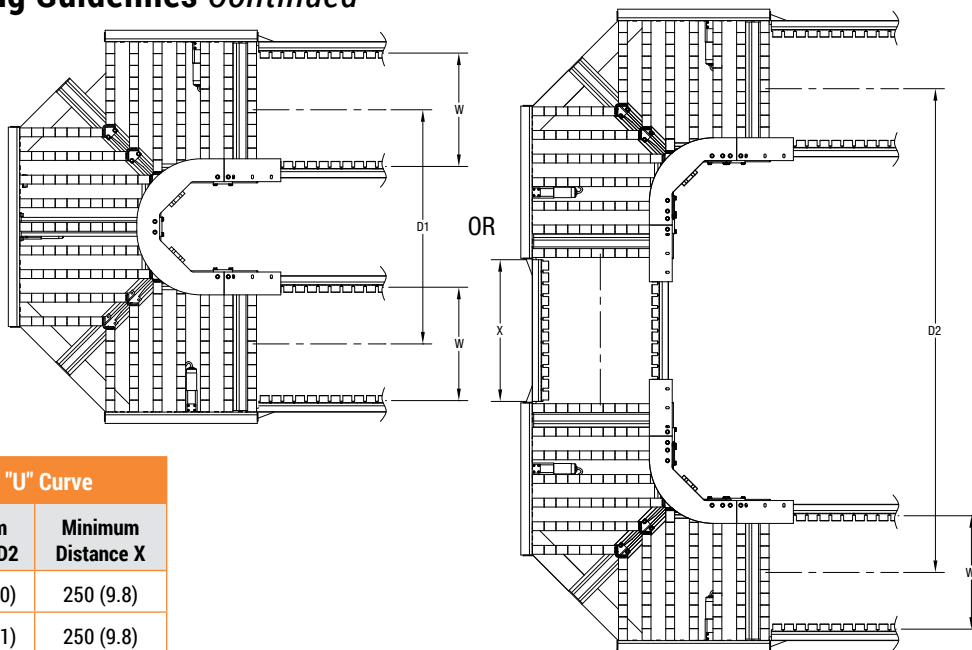 Guidelines Continued
W
D1
W
OR
X
D2
W
"U" Curve
D2
Minimum
Distance X
0)
250 (9.8)
1)
250 (9.8)